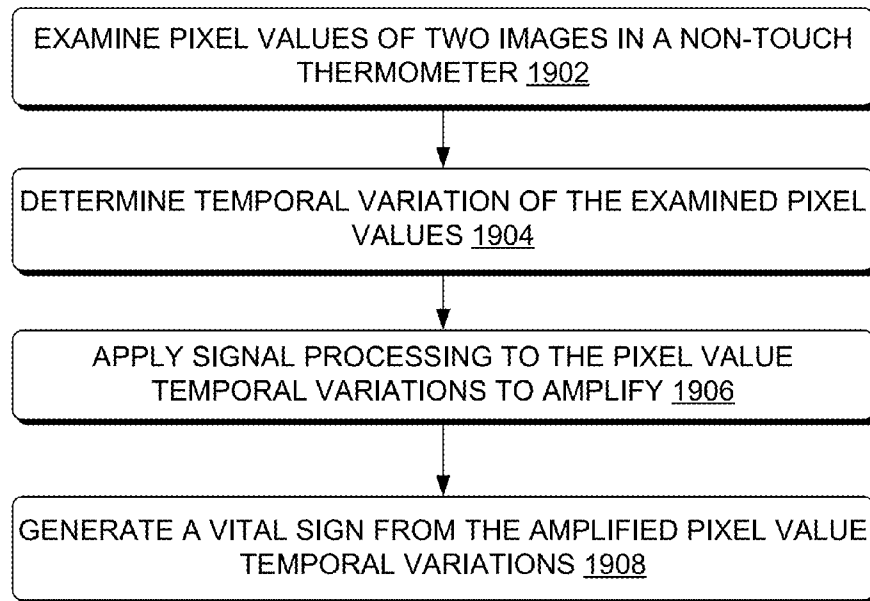 EXAMINE PIXEL VALUES OF TWO IMAGES IN A NON-TOUCH
THERMOMETER 1902
DETERMINE TEMPORAL VARIATION OF THE EXAMINED PIXEL
VALUES 1904
APPLY SIGNAL PROCESSING TO THE PIXEL VALUE
TEMPORAL VARIATIONS TO AMPLIFY 1906
GENERATE A VITAL SIGN FROM THE AMPLIFIED PIXEL VALUE
TEMPORAL VARIATIONS 1908